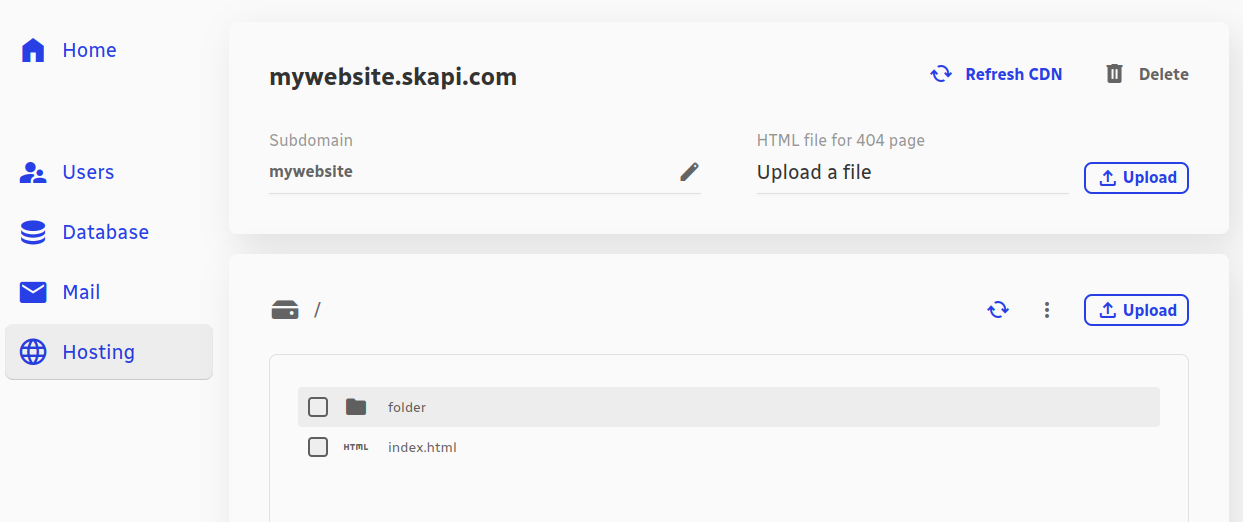 Home
Users
Database
Mail
Hosting
mywebsite.skapi.com
Refresh CDN
Delete
Subdomain
mywebsite
HTML file for 404 page
Upload a file
Upload
/
Upload
folder
HTML
index.html